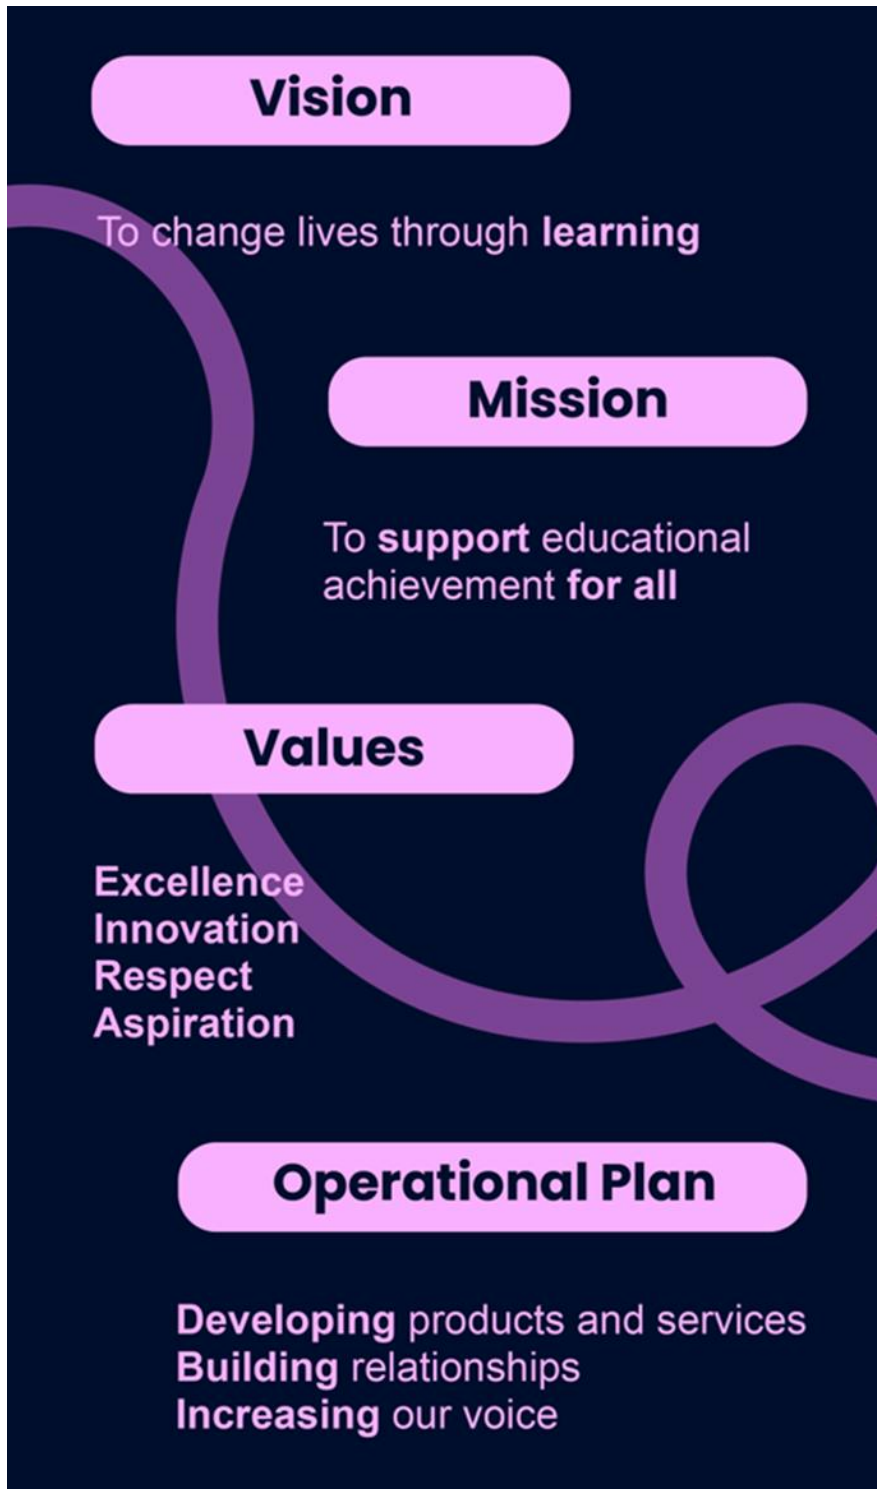 Vision
To change lives through learning
Mission
To support educational
achievement for all
Values
Excellence
Innovation
Respect
Aspiration
Operational Plan
Developing products and services
Building relationships
Increasing our voice